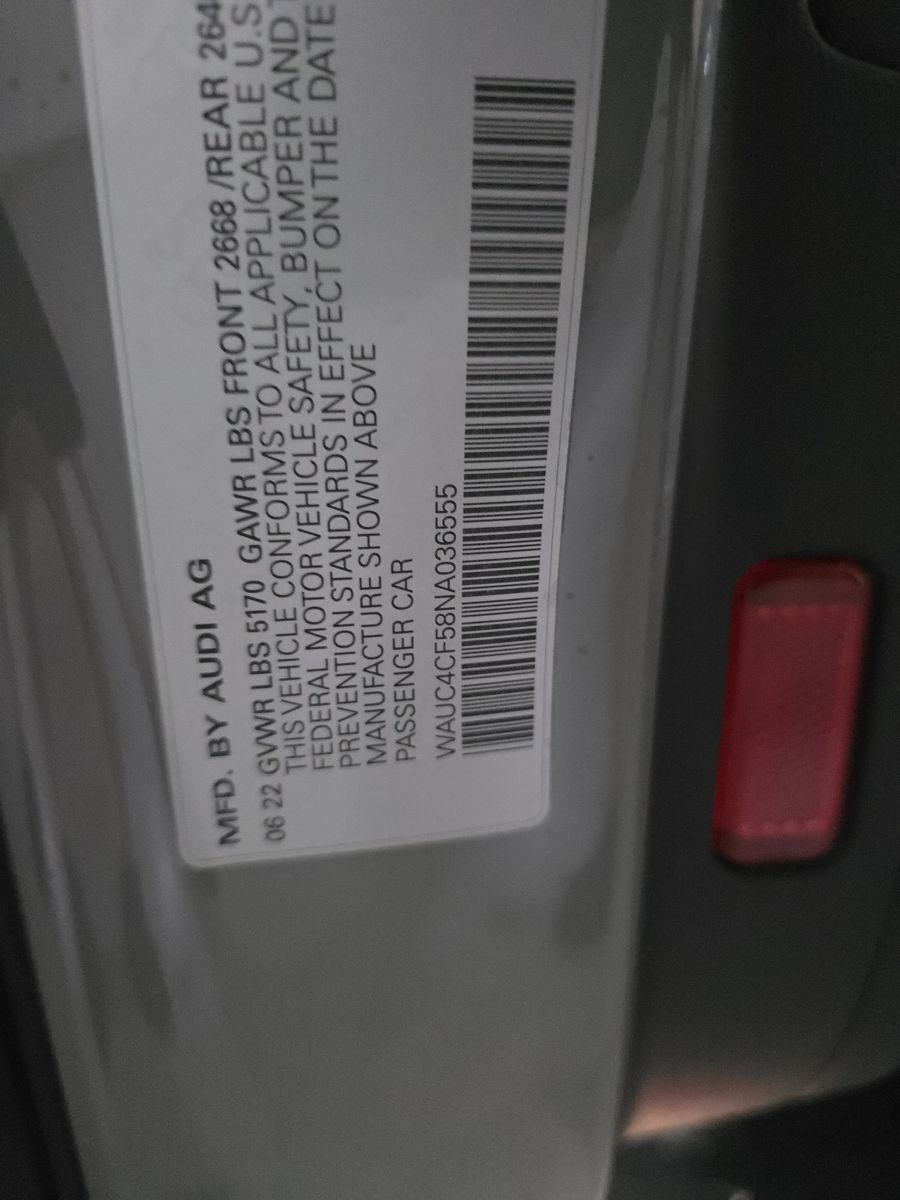 MFD. BY AUDI AG
06 22 GVWR LBS 5170 GAWR LBS FRONT 2668 /REAR 264
THIS VEHICLE CONFORMS TO ALL APPLICABLE U.S
FEDERAL MOTOR VEHICLE SAFETY, BUMPER AND T
PREVENTION STANDARDS IN EFFECT ON THE DATE
MANUFACTURE SHOWN ABOVE
PASSENGER CAR
WAUC4CF58NA036555